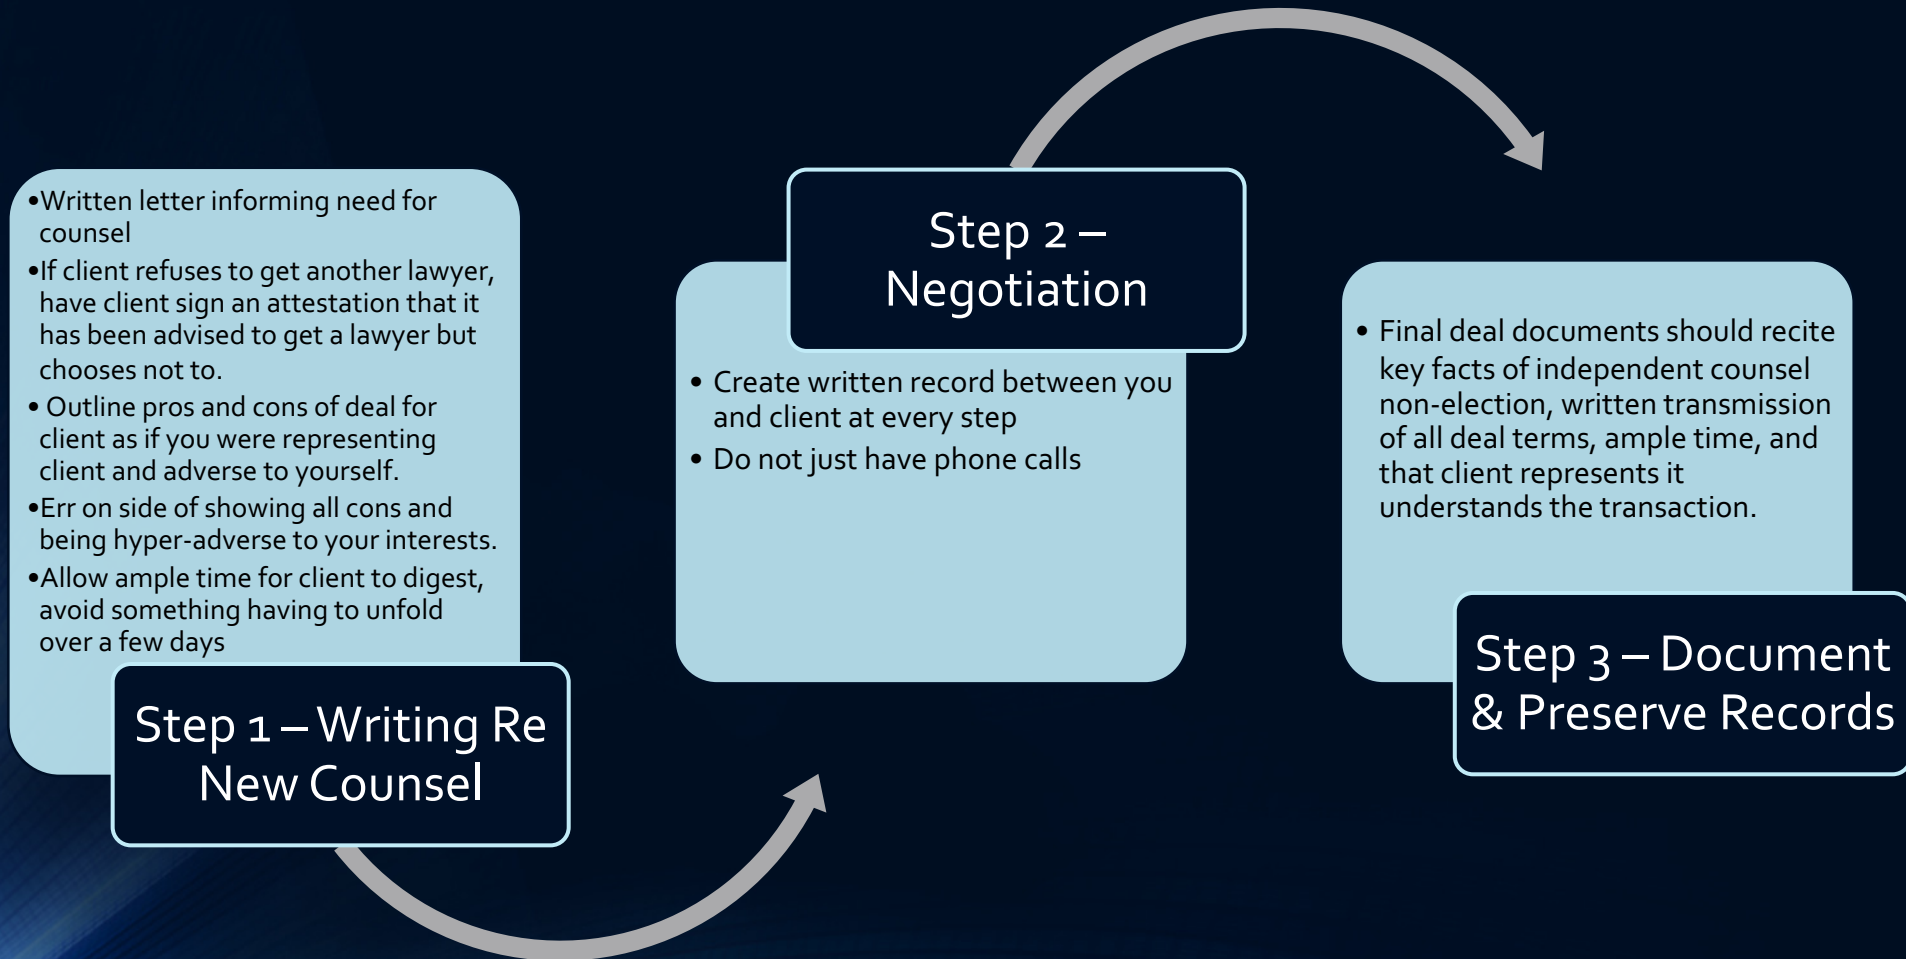 •Written letter informing need for
counsel
•If client refuses to get another lawyer,
have client sign an attestation that it
has been advised to get a lawyer but
chooses not to.
• Outline pros and cons of deal for
client as if you were representing
client and adverse to yourself.
•Err on side of showing all cons and
being hyper-adverse to your interests.
•Allow ample time for client to digest,
avoid something having to unfold
over a few days
Step 1 – Writing Re
New Counsel
Step 2 –
Negotiation
• Create written record between you
and client at every step
• Do not just have phone calls
• Final deal documents should recite
key facts of independent counsel
non-election, written transmission
of all deal terms, ample time, and
that client represents it
understands the transaction.
Step 3 – Document
& Preserve Records